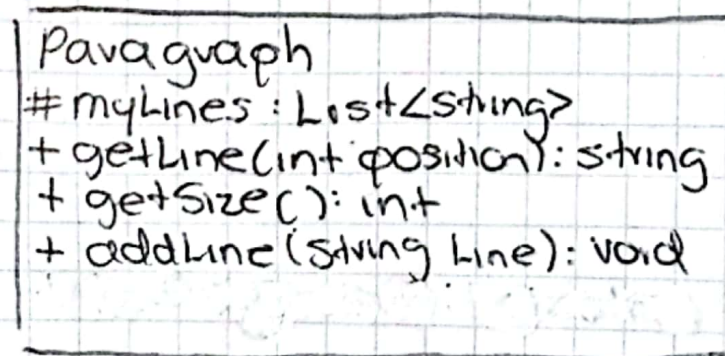 Paragraph
# myLines : List<String>
+ getLine(int position): string
+ getSize(): int
+ addLine(String Line): void